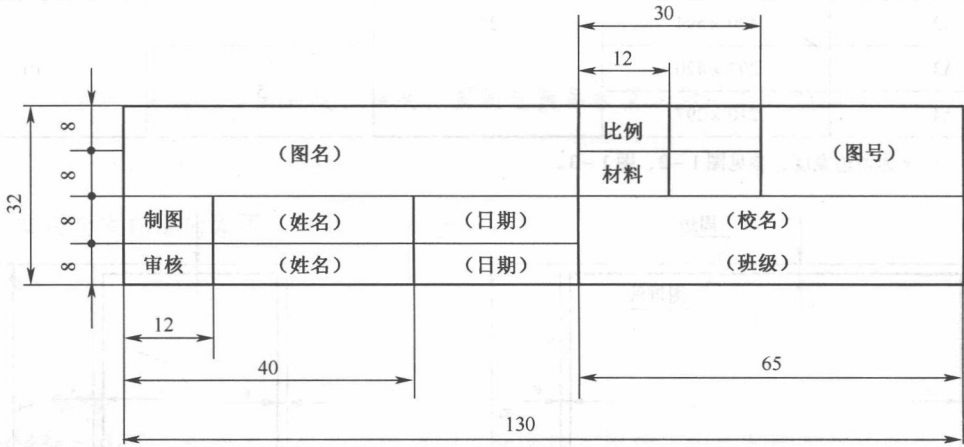 30
12
8 比例
(图名) (图号)
8 材料
32
8 制图 (姓名) (日期) (校名)
8 审核 (姓名) (日期) (班级)
12
40 65
130